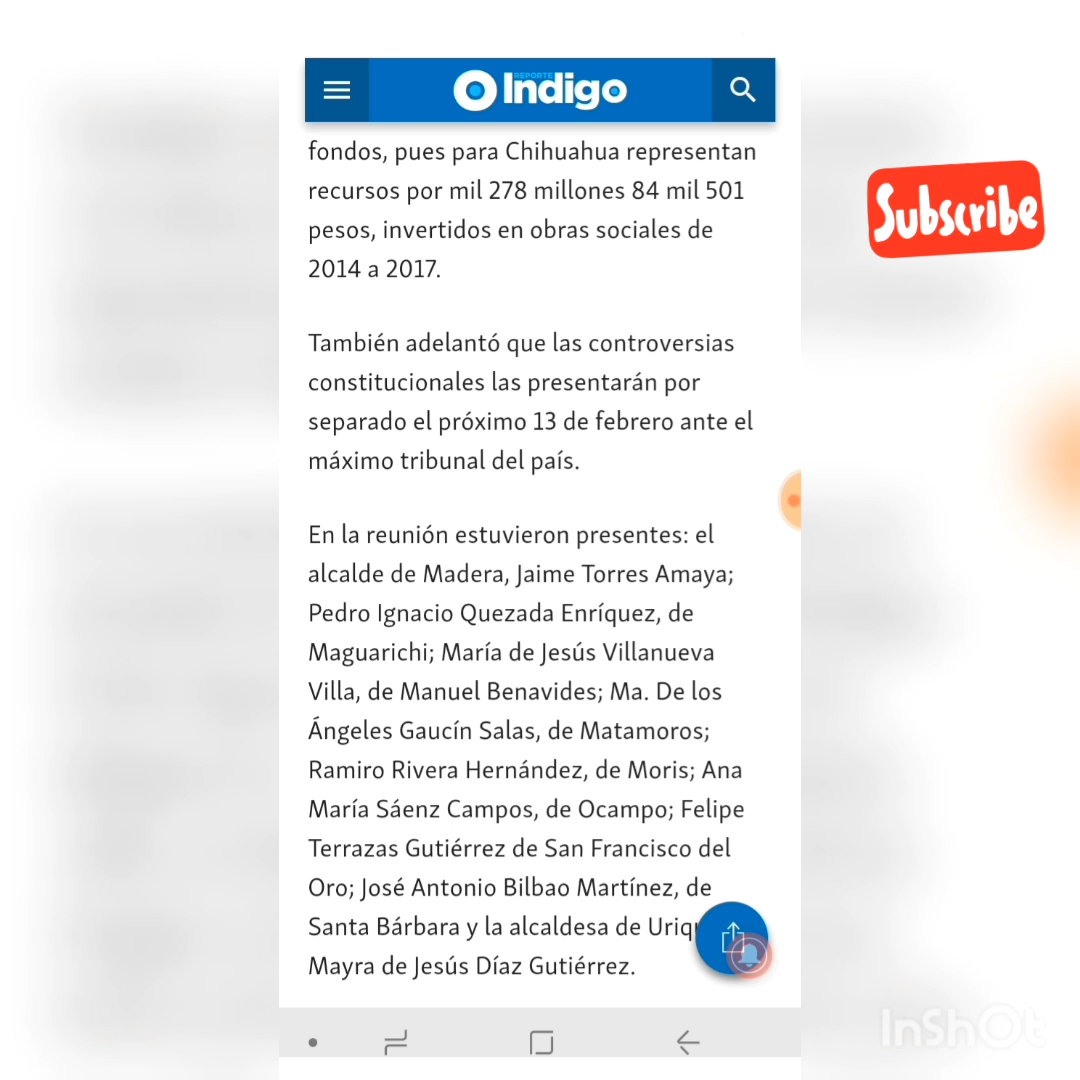 REPORTE
Indigo
Subscribe
fondos, pues para Chihuahua representan
recursos por mil 278 millones 84 mil 501
pesos, invertidos en obras sociales de
2014 a 2017.
También adelantó que las controversias
constitucionales las presentarán por
separado el próximo 13 de febrero ante el
máximo tribunal del país.
En la reunión estuvieron presentes: el
alcalde de Madera, Jaime Torres Amaya;
Pedro Ignacio Quezada Enríquez, de
Maguarichi; María de Jesús Villanueva
Villa, de Manuel Benavides; Ma. De los
Ángeles Gaucín Salas, de Matamoros;
Ramiro Rivera Hernández, de Moris; Ana
María Sáenz Campos, de Ocampo; Felipe
Terrazas Gutiérrez de San Francisco del
Oro; José Antonio Bilbao Martínez, de
Santa Bárbara y la alcaldesa de
Mayra de Jesús Díaz Gutiérrez.
InShOt